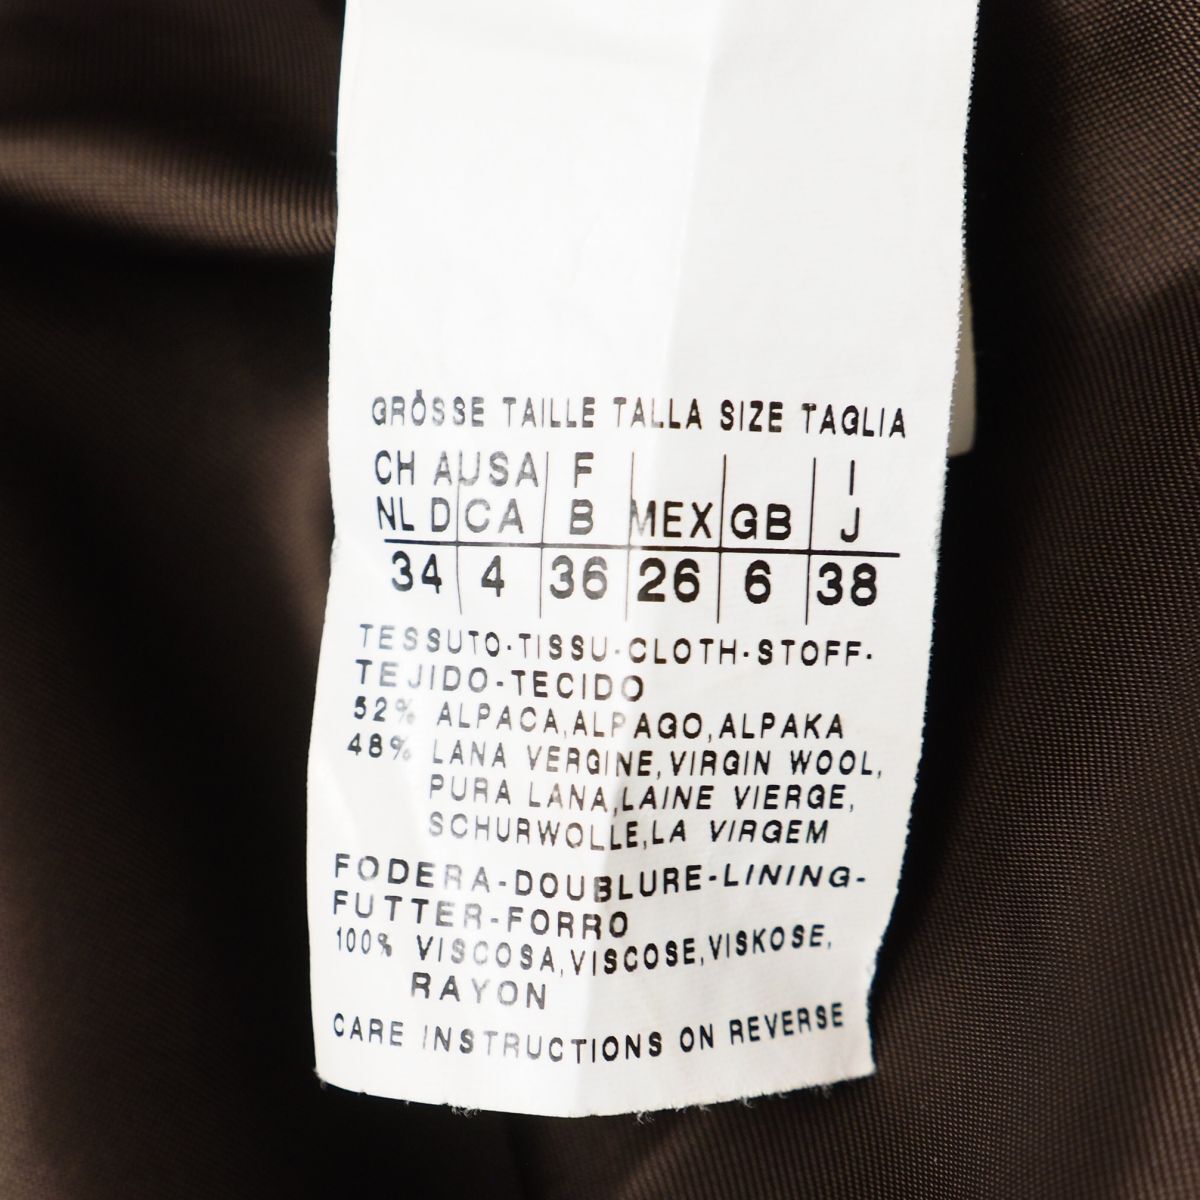 GRÖSSE TAILLE TALLA SIZE TAGLIA
CH A USA F I
NL D CA B MEX GB J
34 4 36 26 6 38
TESSUTO-TISSU-CLOTH-STOFF-
TEJIDO-TECIDO
52% ALPACA,ALPAGO,ALPAKA
48% LANA VERGINE,VIRGIN WOOL,
PURA LANA,LAINE VIERGE,
SCHURWOLLE,LA VIRGEM
FODERA-DOUBLURE-LINING-
FUTTER-FORRO
100% VISCOSA,VISCOSE,VISKOSE,
RAYON
CARE INSTRUCTIONS ON REVERSE